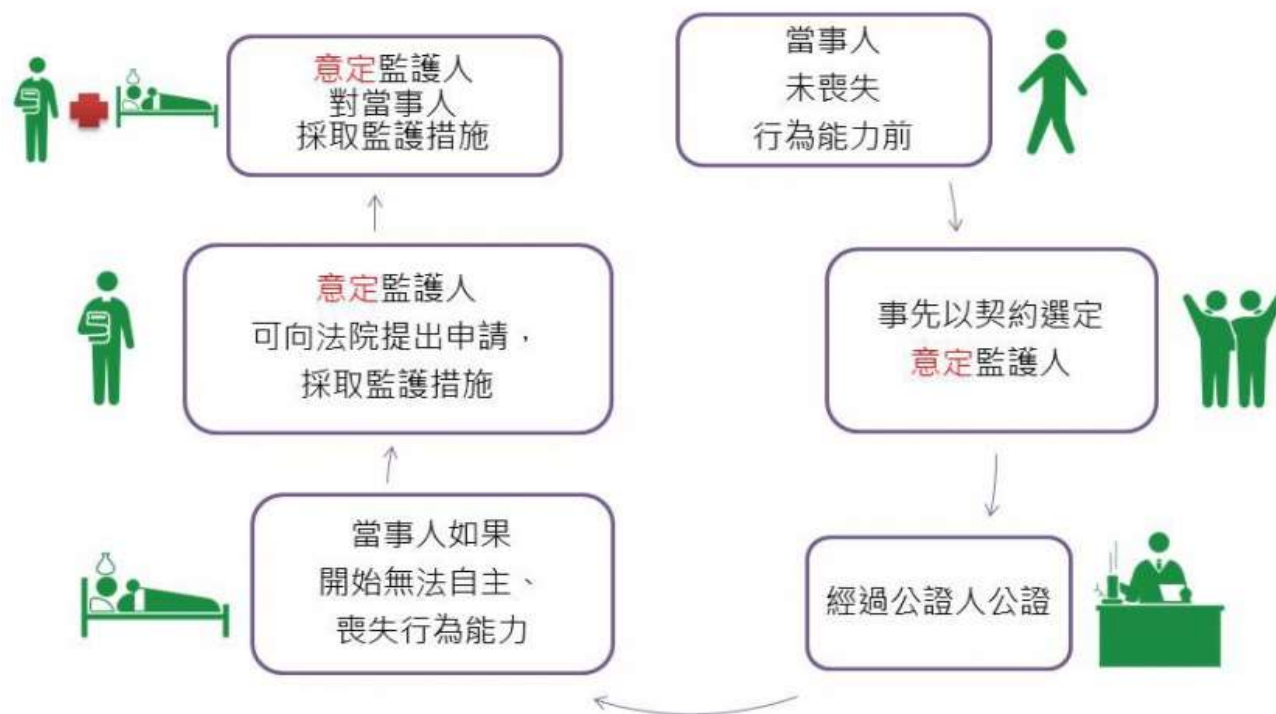 當事人
未喪失
行為能力前
事先以契約選定
意定監護人
經過公證人公證
當事人如果
開始無法自主、
喪失行為能力
意定監護人
可向法院提出申請，
採取監護措施
意定監護人
對當事人
採取監護措施